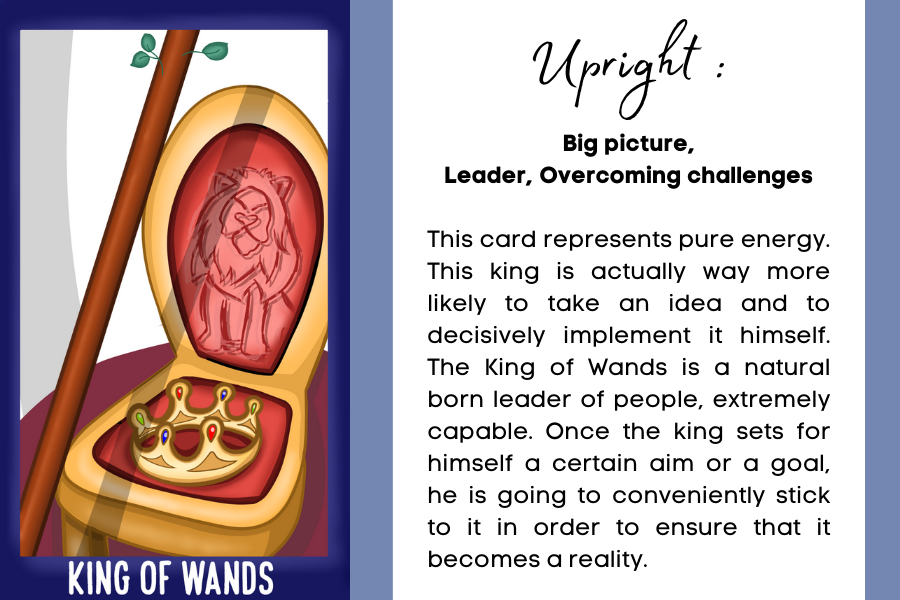 KING OF WANDS
Upright :
Big picture,
Leader, Overcoming challenges
This card represents pure energy.
This king is actually way more
likely to take an idea and to
decisively implement it himself.
The King of Wands is a natural
born leader of people, extremely
capable. Once the king sets for
himself a certain aim or a goal,
he is going to conveniently stick
to it in order to ensure that it
becomes a reality.